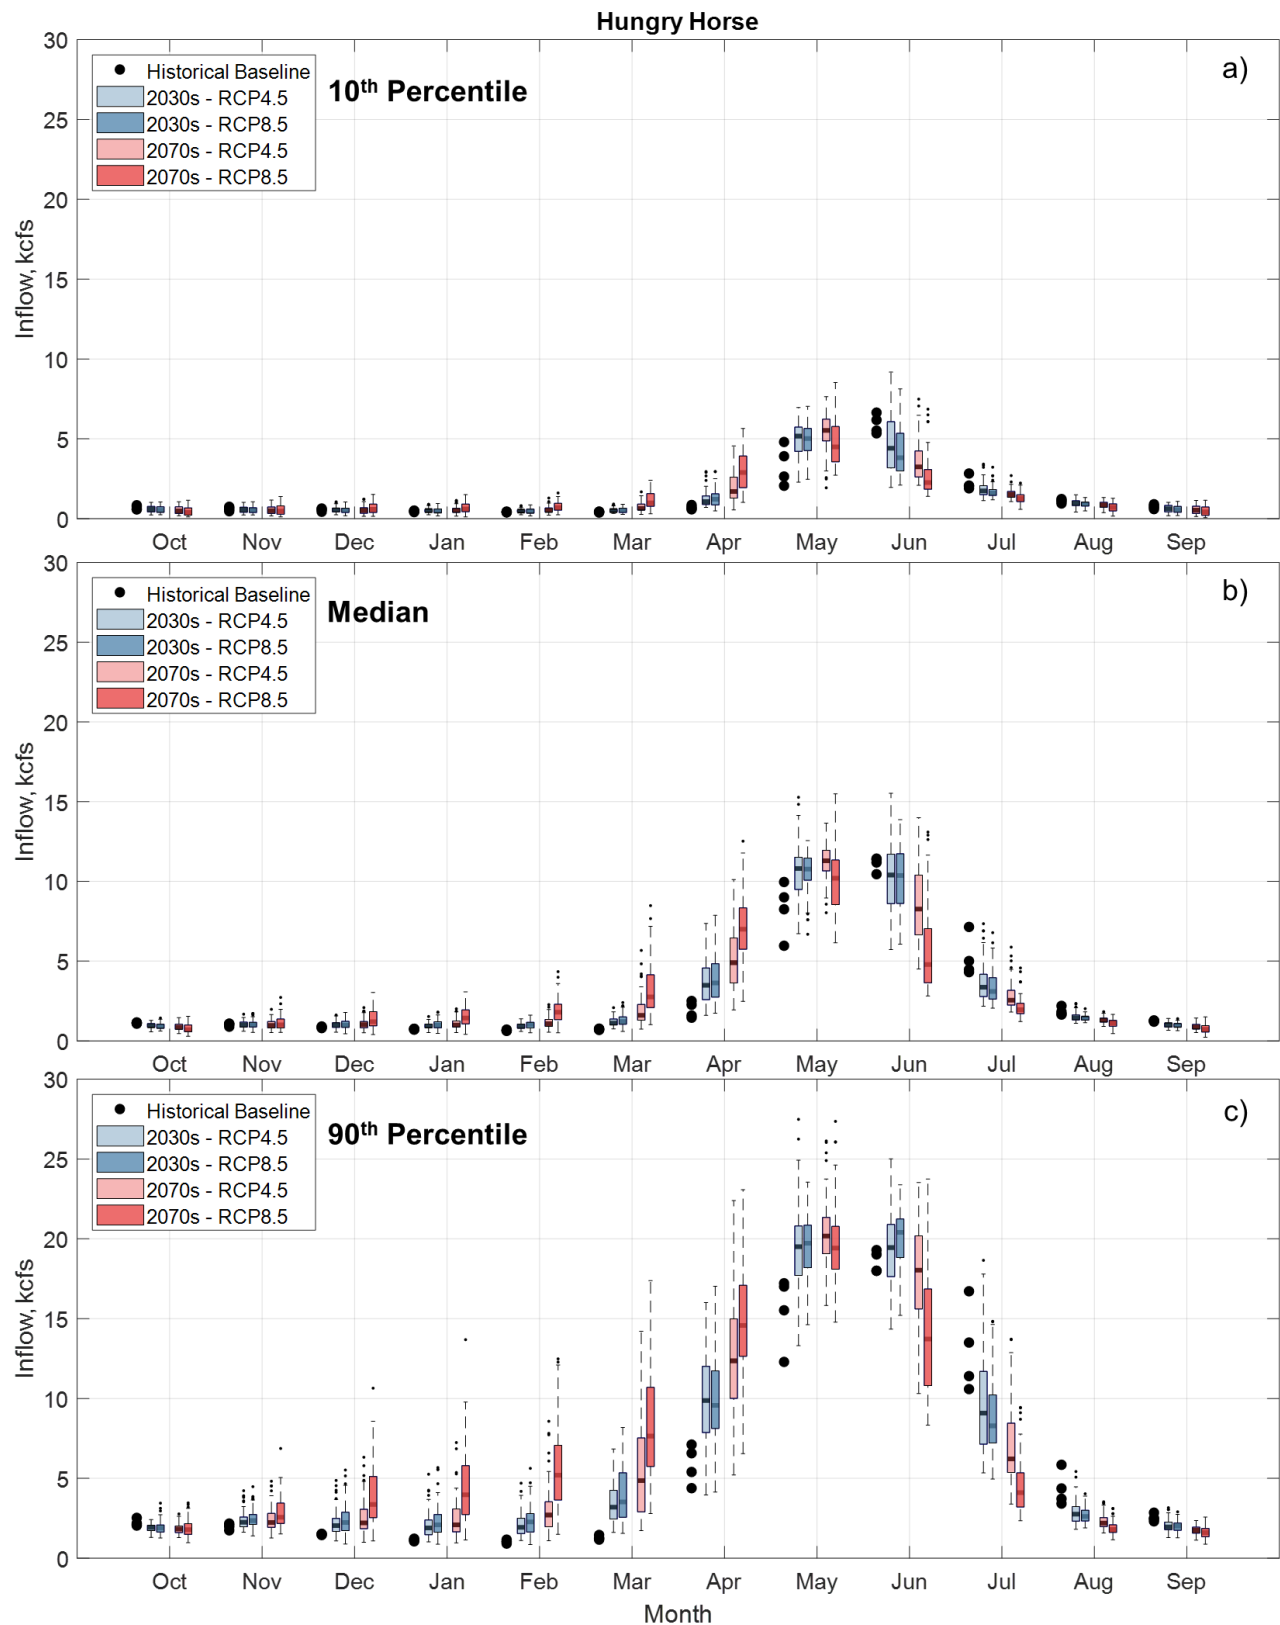 Hungry Horse
30
25
20
15
10
5
0
Inflow, kcfs
Historical Baseline
2030s - RCP4.5
2030s - RCP8.5
2070s - RCP4.5
2070s - RCP8.5
10th Percentile
a)
Oct Nov Dec Jan Feb Mar Apr May Jun Jul Aug Sep
30
25
20
15
10
5
0
Inflow, kcfs
Historical Baseline
2030s - RCP4.5
2030s - RCP8.5
2070s - RCP4.5
2070s - RCP8.5
Median
b)
Oct Nov Dec Jan Feb Mar Apr May Jun Jul Aug Sep
30
25
20
15
10
5
0
Inflow, kcfs
Historical Baseline
2030s - RCP4.5
2030s - RCP8.5
2070s - RCP4.5
2070s - RCP8.5
90th Percentile
c)
Oct Nov Dec Jan Feb Mar Apr May Jun Jul Aug Sep
Month